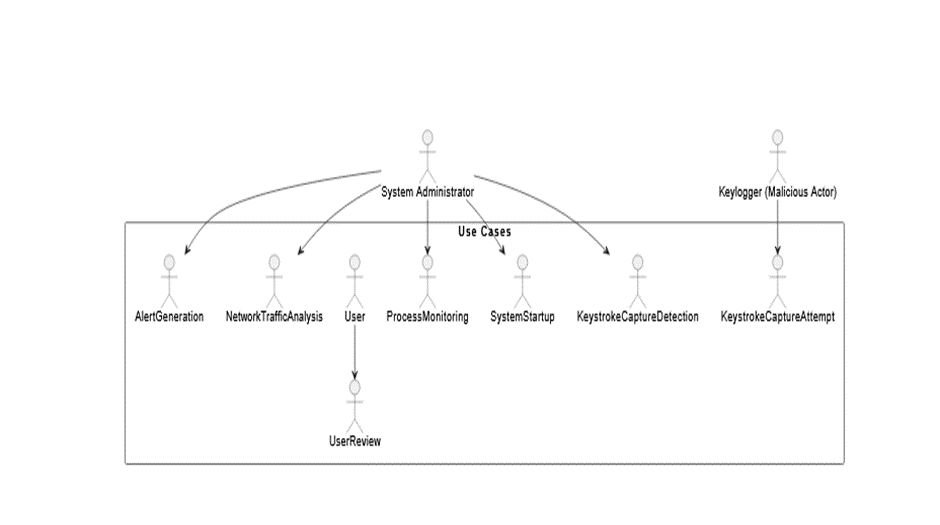 System Administrator
Keylogger (Malicious Actor)
Use Cases
AlertGeneration
NetworkTrafficAnalysis
User
ProcessMonitoring
SystemStartup
KeystrokeCaptureDetection
KeystrokeCaptureAttempt
UserReview